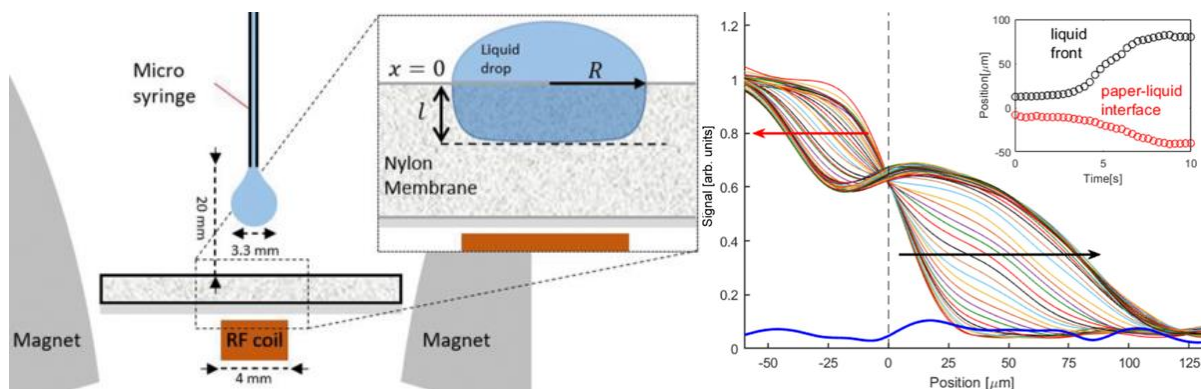 Micro
syringe
20 mm
3.3 mm
Magnet
RF coil
Magnet
4 mm
x = 0
Liquid
drop
R
l
Nylon
Membrane
Signal [arb. units]
1.2
1
0.8
0.6
0.4
0.2
0
-50
-25
0
25
50
75
100
125
Position [μm]
liquid
front
paper-liquid
interface
Position[μm]
100
50
0
-50
0
5
10
Time[s]